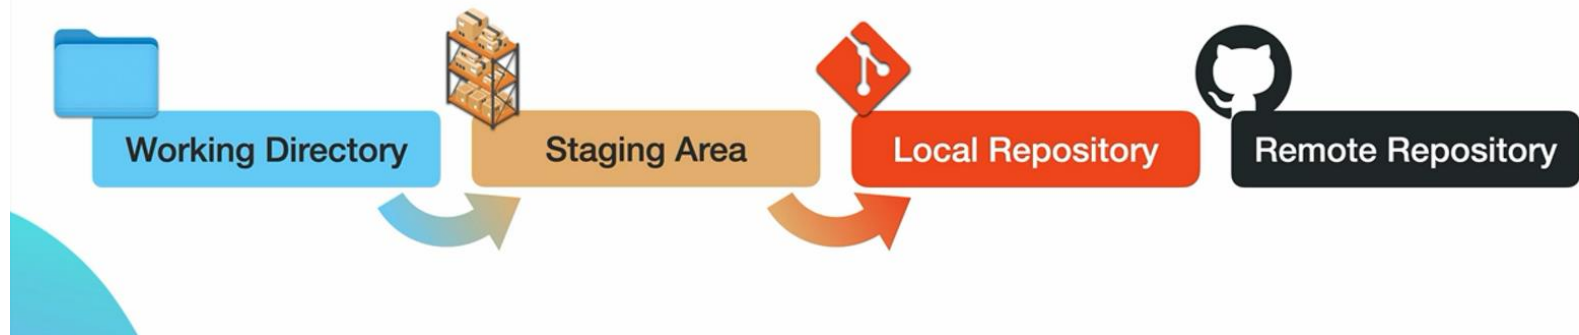 Working Directory
Staging Area
Local Repository
Remote Repository